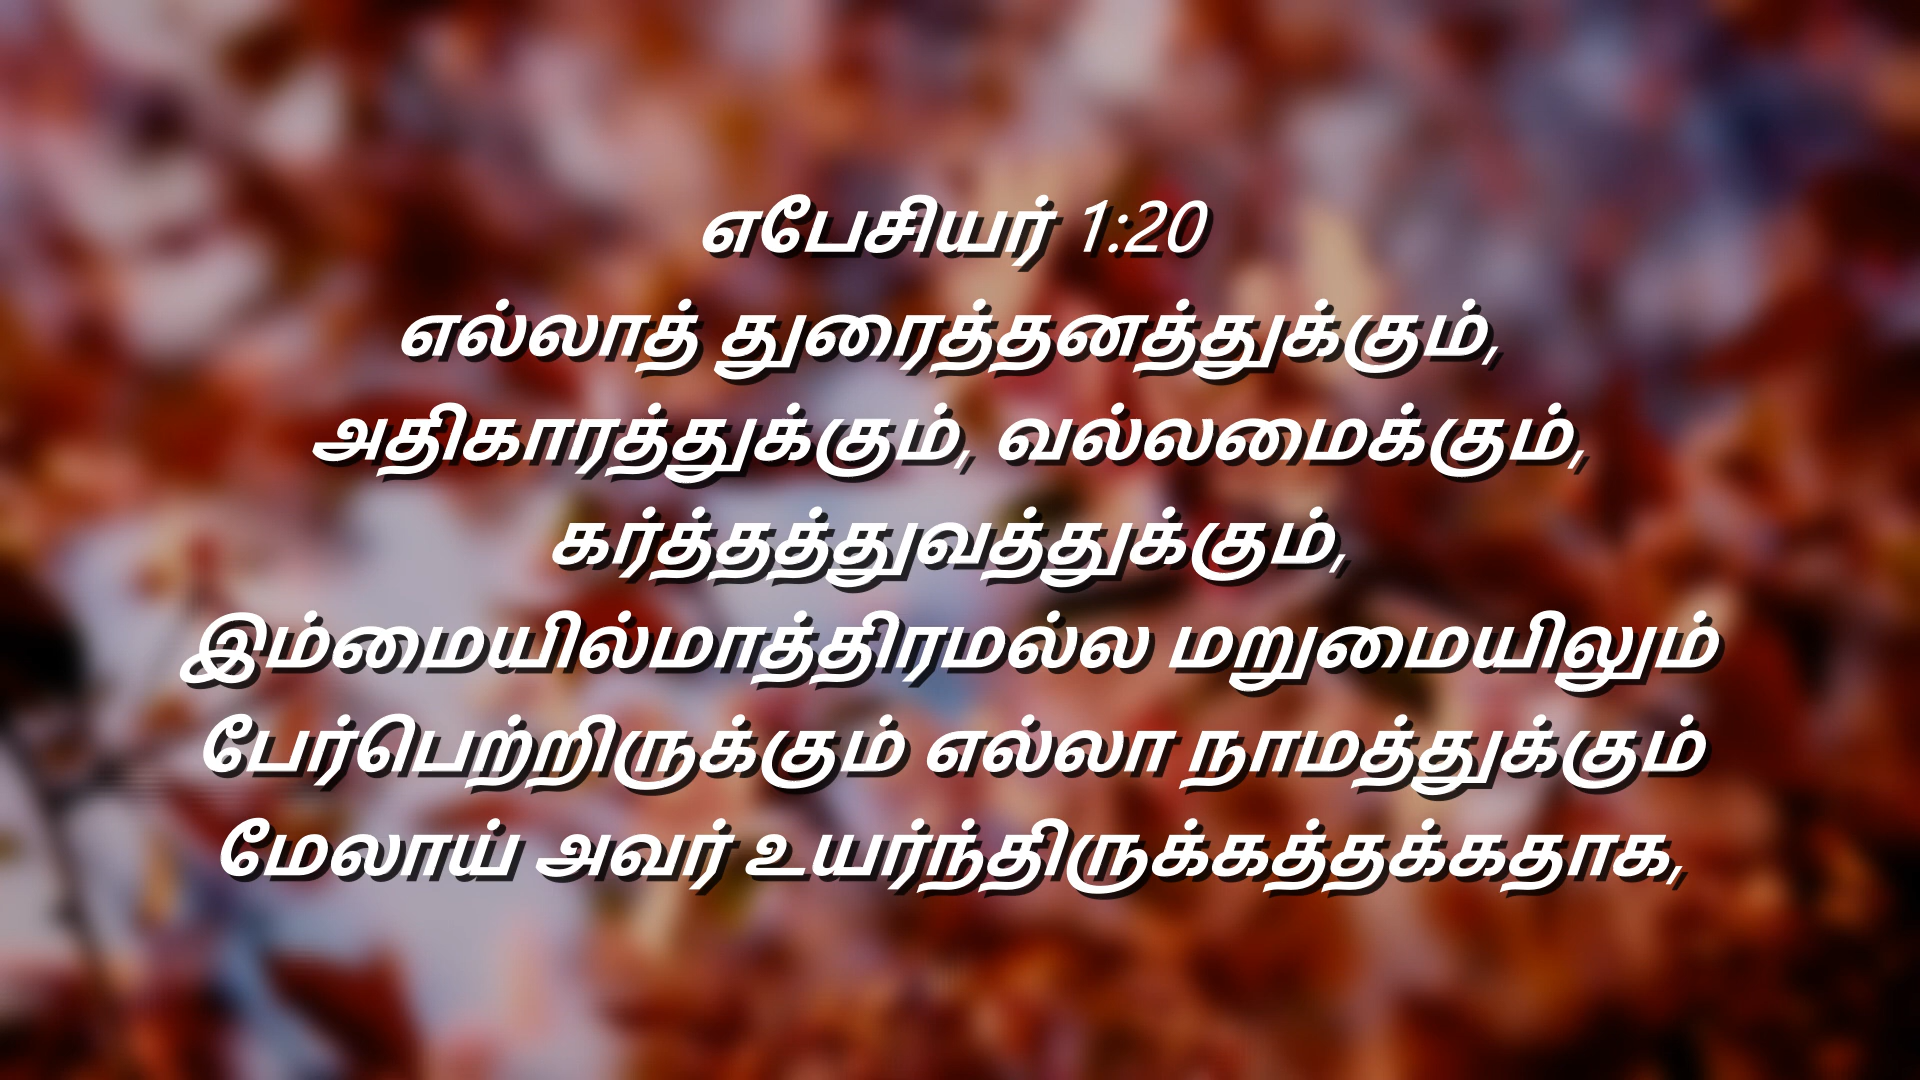 எபேசியர் 1:20
எல்லாத் துரைத்தனத்துக்கும்,
அதிகாரத்துக்கும், வல்லமைக்கும்,
கர்த்தத்துவத்துக்கும்,
இம்மையில்மாத்திரமல்ல மறுமையிலும்
பேர்பெற்றிருக்கும் எல்லா நாமத்துக்கும்
மேலாய் அவர் உயர்ந்திருக்கத்தக்கதாக,